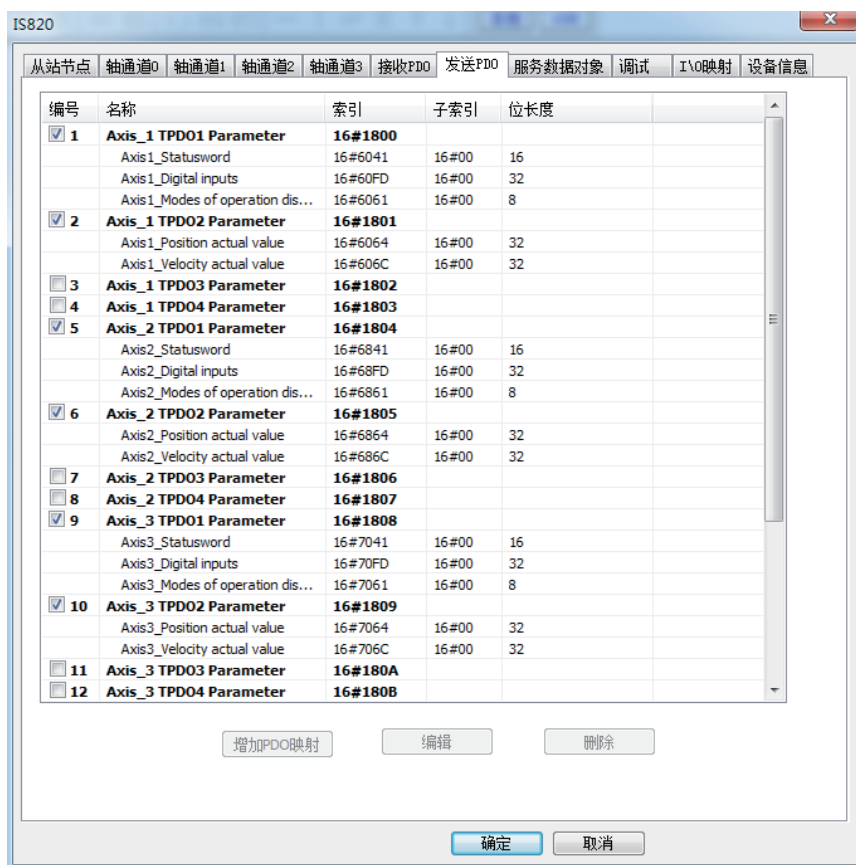 IS820
从站节点 轴通道0 轴通道1 轴通道2 轴通道3 接收PDO 发送PDO 服务数据对象 调试 I\O映射 设备信息
编号 名称 索引 子索引 位长度
1 Axis_1 TPDO1 Parameter 16#1800
Axis1_Statusword 16#6041 16#00 16
Axis1_Digital inputs 16#60FD 16#00 32
Axis1_Modes of operation dis... 16#6061 16#00 8
2 Axis_1 TPDO2 Parameter 16#1801
Axis1_Position actual value 16#6064 16#00 32
Axis1_Velocity actual value 16#606C 16#00 32
3 Axis_1 TPDO3 Parameter 16#1802
4 Axis_1 TPDO4 Parameter 16#1803
5 Axis_2 TPDO1 Parameter 16#1804
Axis2_Statusword 16#6841 16#00 16
Axis2_Digital inputs 16#68FD 16#00 32
Axis2_Modes of operation dis... 16#6861 16#00 8
6 Axis_2 TPDO2 Parameter 16#1805
Axis2_Position actual value 16#6864 16#00 32
Axis2_Velocity actual value 16#686C 16#00 32
7 Axis_2 TPDO3 Parameter 16#1806
8 Axis_2 TPDO4 Parameter 16#1807
9 Axis_3 TPDO1 Parameter 16#1808
Axis3_Statusword 16#7041 16#00 16
Axis3_Digital inputs 16#70FD 16#00 32
Axis3_Modes of operation dis... 16#7061 16#00 8
10 Axis_3 TPDO2 Parameter 16#1809
Axis3_Position actual value 16#7064 16#00 32
Axis3_Velocity actual value 16#706C 16#00 32
11 Axis_3 TPDO3 Parameter 16#180A
12 Axis_3 TPDO4 Parameter 16#180B
增加PDO映射 编辑 删除
确定 取消